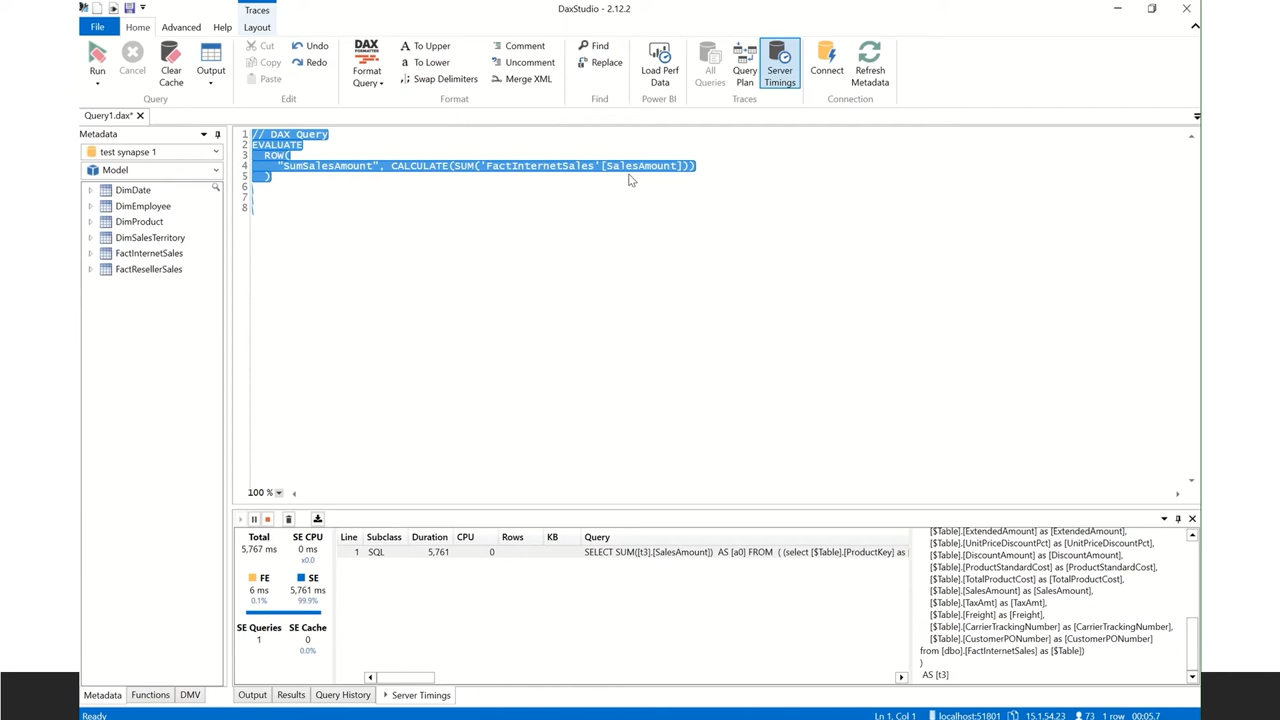 DaxStudio - 2.12.2
Traces
File
Home
Advanced
Help
Layout
Run
Cancel
Clear
Cache
Output
Query
Cut
Copy
Paste
Undo
Redo
Edit
DAX
FORMATTER
Format
Query
To Upper
To Lower
Swap Delimiters
Comment
Uncomment
Merge XML
Format
Find
Replace
Find
Load Perf
Data
Power BI
All
Queries
Query
Plan
Server
Timings
Traces
Connect
Refresh
Metadata
Connection
Query1.dax*
Metadata
test synapse 1
Model
DimDate
DimEmployee
DimProduct
DimSalesTerritory
FactInternetSales
FactResellerSales
1 // DAX Query
2 EVALUATE
3 ROW(
4 "SumSalesAmount", CALCULATE(SUM('FactInternetSales'[SalesAmount]))
5 )
6
7
8
100 %
Total SE CPU
5,767 ms 0 ms
x0.0
FE SE
6 ms 5,761 ms
0.1% 99.9%
SE Queries SE Cache
1 0
0.0%
Line Subclass Duration CPU Rows KB Query
1 SQL 5,761 0 SELECT SUM([t3].[SalesAmount]) AS [a0] FROM ( (select [$Table].[ProductKey] as
[$Table].[ExtendedAmount] as [ExtendedAmount],
[$Table].[UnitPriceDiscountPct] as [UnitPriceDiscountPct],
[$Table].[DiscountAmount] as [DiscountAmount],
[$Table].[ProductStandardCost] as [ProductStandardCost],
[$Table].[TotalProductCost] as [TotalProductCost],
[$Table].[SalesAmount] as [SalesAmount],
[$Table].[TaxAmt] as [TaxAmt],
[$Table].[Freight] as [Freight],
[$Table].[CarrierTrackingNumber] as [CarrierTrackingNumber],
[$Table].[CustomerPONumber] as [CustomerPONumber]
from [dbo].[FactInternetSales] as [$Table])
)
AS [t3]
Metadata
Functions
DMV
Output
Results
Query History
Server Timings
Ready
Ln 1, Col 1
localhost:51801
15.1.54.23
73
1 row
00:05.7